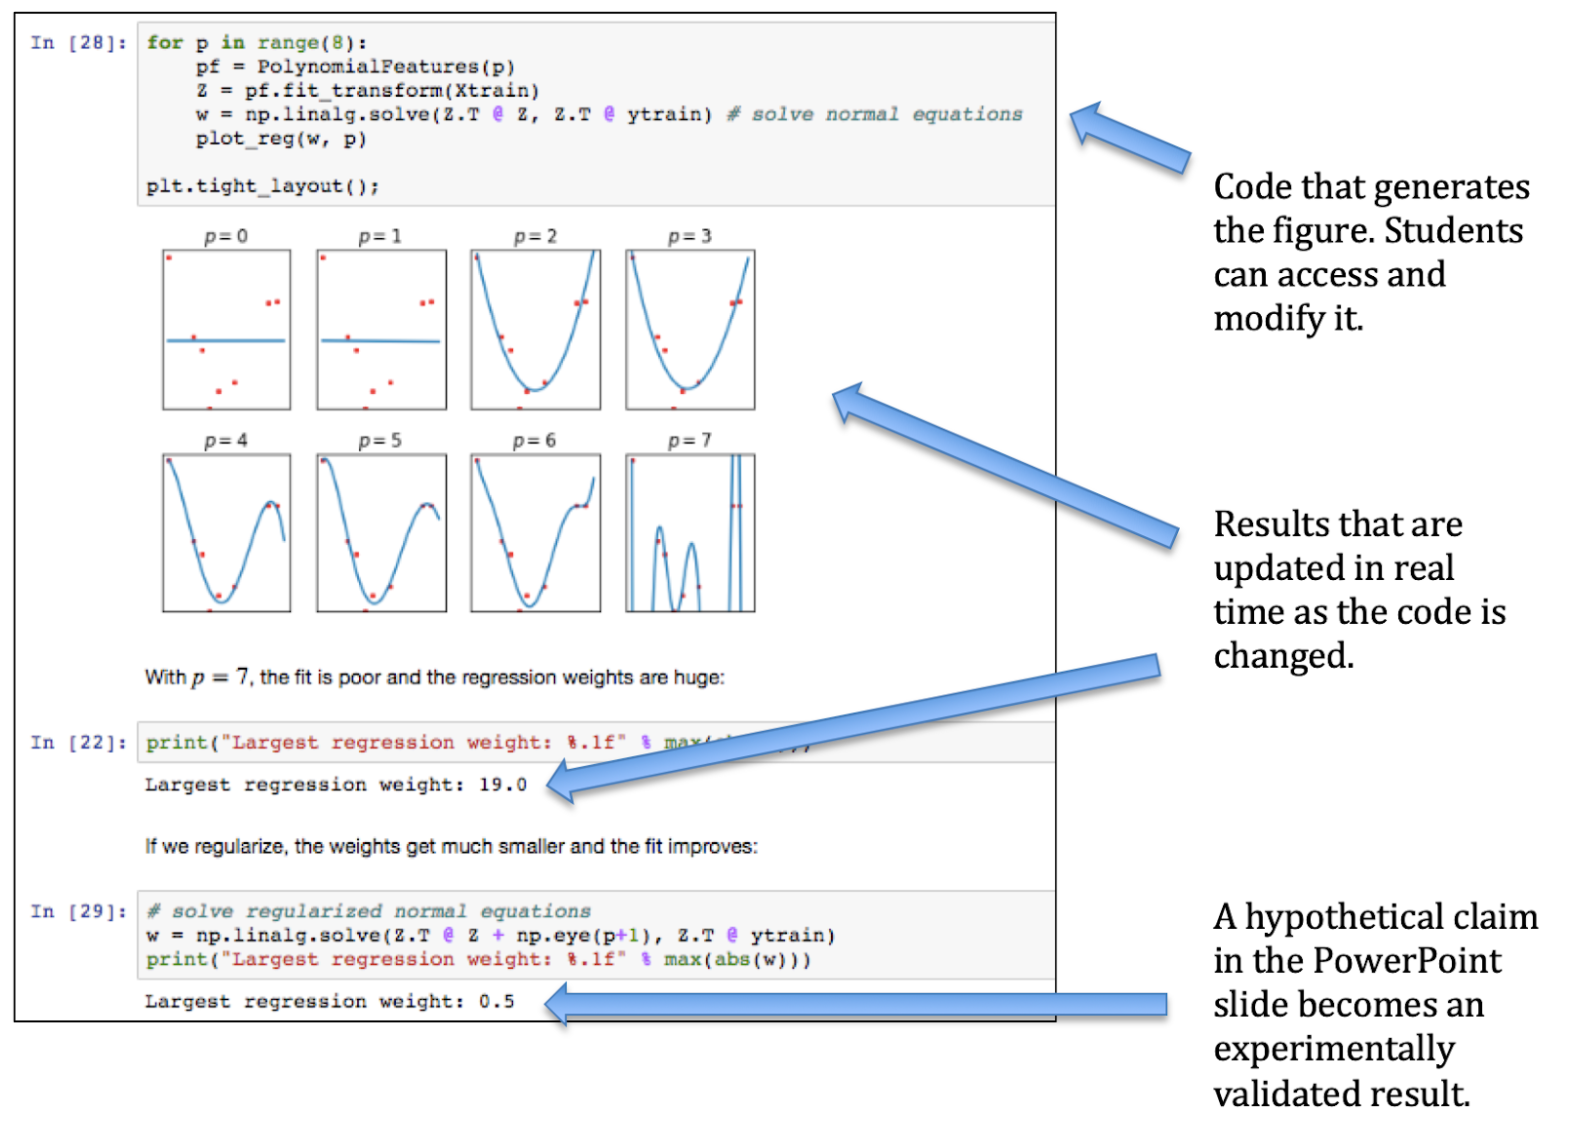 In [28]: for p in range(8):
pf = PolynomialFeatures(p)
Z = pf.fit_transform(Xtrain)
w = np.linalg.solve(Z.T @ Z, Z.T @ ytrain) # solve normal equations
plot_reg(w, p)
plt.tight_layout();
p = 0 p = 1 p = 2 p = 3
p = 4 p = 5 p = 6 p = 7
With p = 7, the fit is poor and the regression weights are huge:
In [22]: print("Largest regression weight: %.1f" % max(
Largest regression weight: 19.0
If we regularize, the weights get much smaller and the fit improves:
In [29]: # solve regularized normal equations
w = np.linalg.solve(Z.T @ Z + np.eye(p+1), Z.T @ ytrain)
print("Largest regression weight: %.1f" % max(abs(w)))
Largest regression weight: 0.5
Code that generates
the figure. Students
can access and
modify it.
Results that are
updated in real
time as the code is
changed.
A hypothetical claim
in the PowerPoint
slide becomes an
experimentally
validated result.